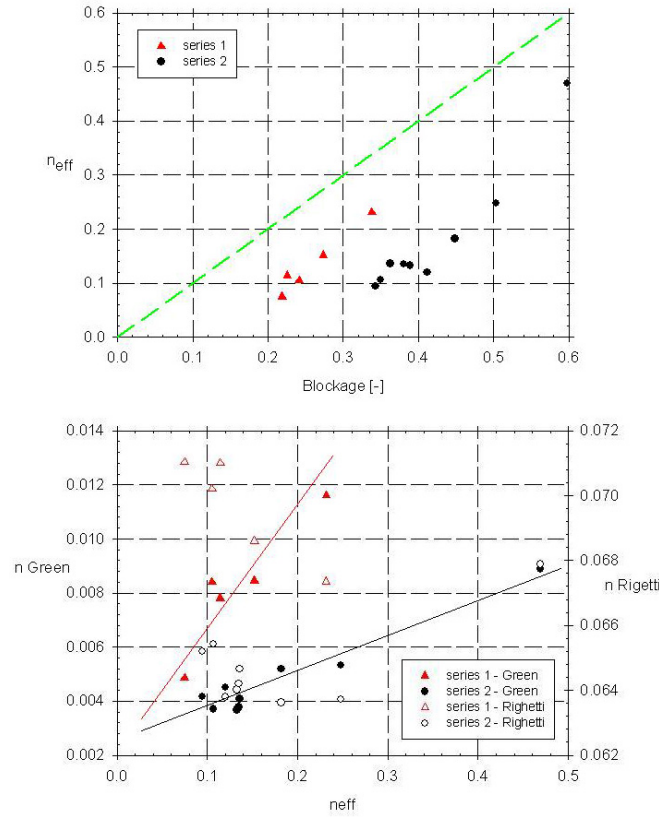 0.6
series 1
series 2
0.5
0.4
n_eff
0.3
0.2
0.1
0.0
0.0 0.1 0.2 0.3 0.4 0.5 0.6
Blockage [-]
0.014 0.072
0.012
0.070
0.010
n Green 0.068 n Rigetti
0.008
0.066
0.006
series 1 - Green
series 2 - Green
series 1 - Righetti
series 2 - Righetti
0.004 0.064
0.002 0.062
0.0 0.1 0.2 0.3 0.4 0.5
neff